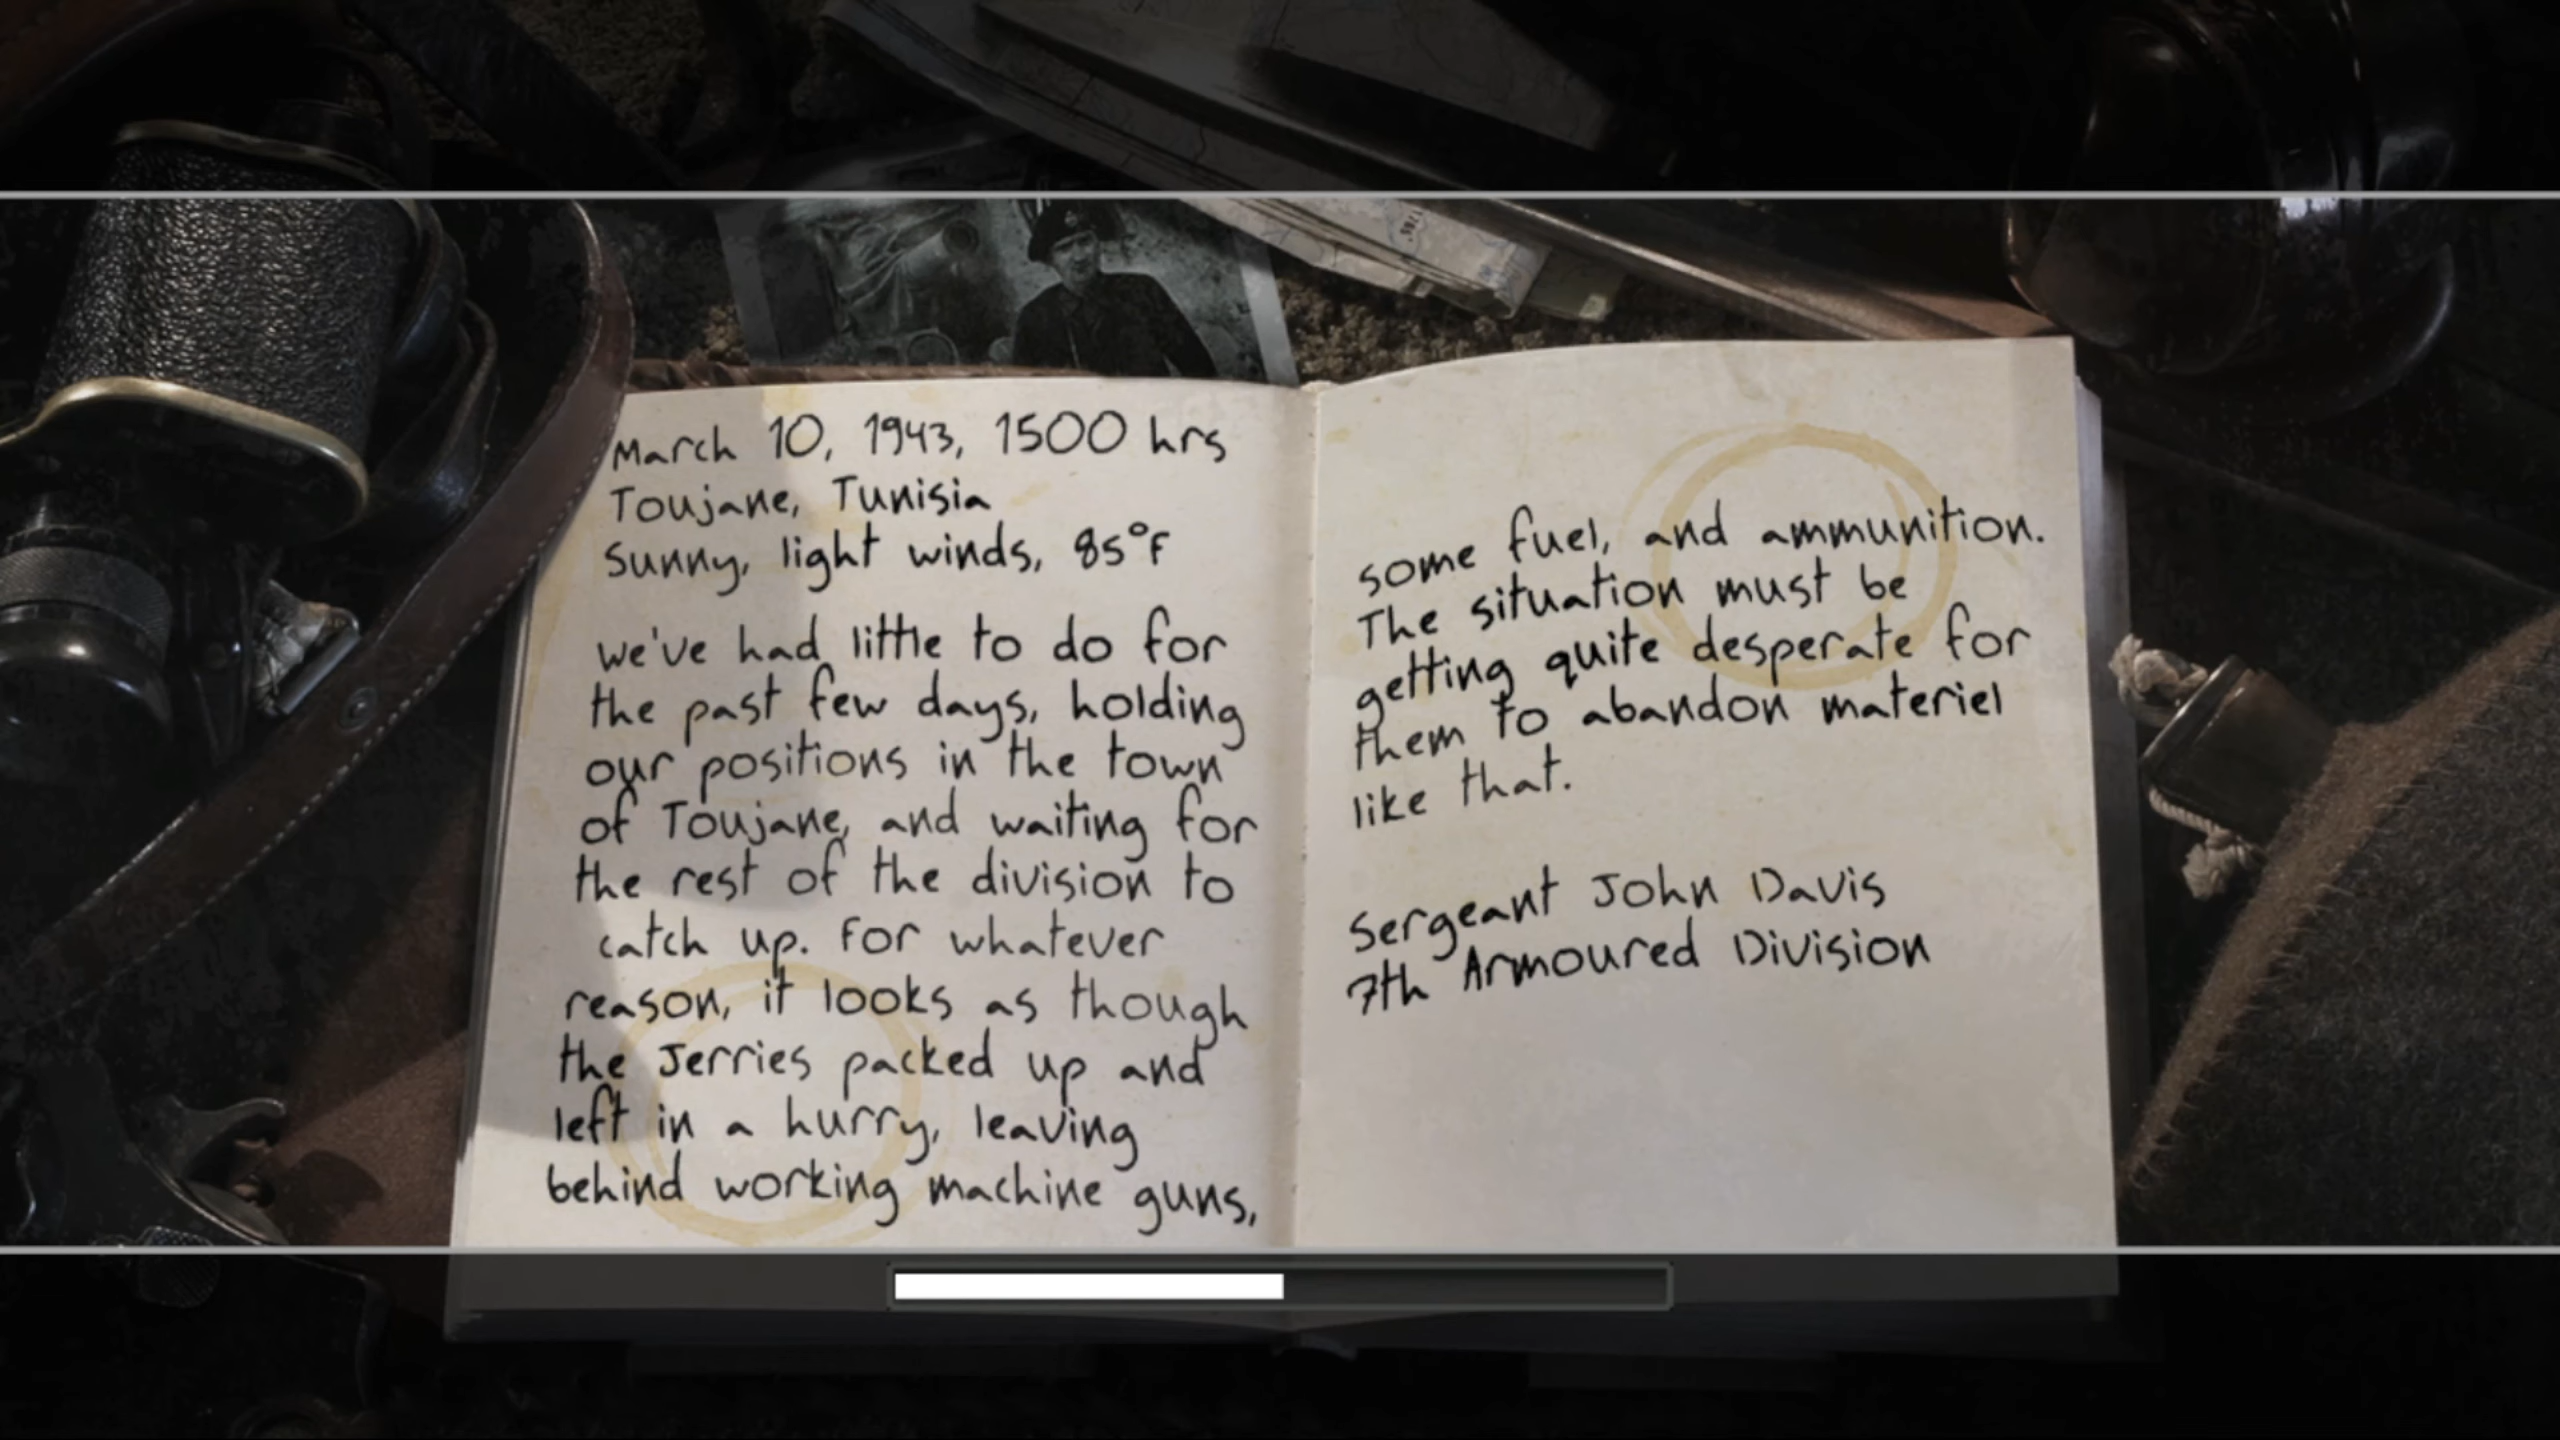 March 10, 1943, 1500 hrs
Toujane, Tunisia
Sunny, light winds, 85°F
we've had little to do for
the past few days, holding
our positions in the town
of Toujane, and waiting for
the rest of the division to
catch up. For whatever
reason, it looks as though
the Jerries packed up and
left in a hurry, leaving
behind working machine guns,
some fuel, and ammunition.
The situation must be
getting quite desperate for
them to abandon materiel
like that.
Sergeant John Davis
7th Armoured Division